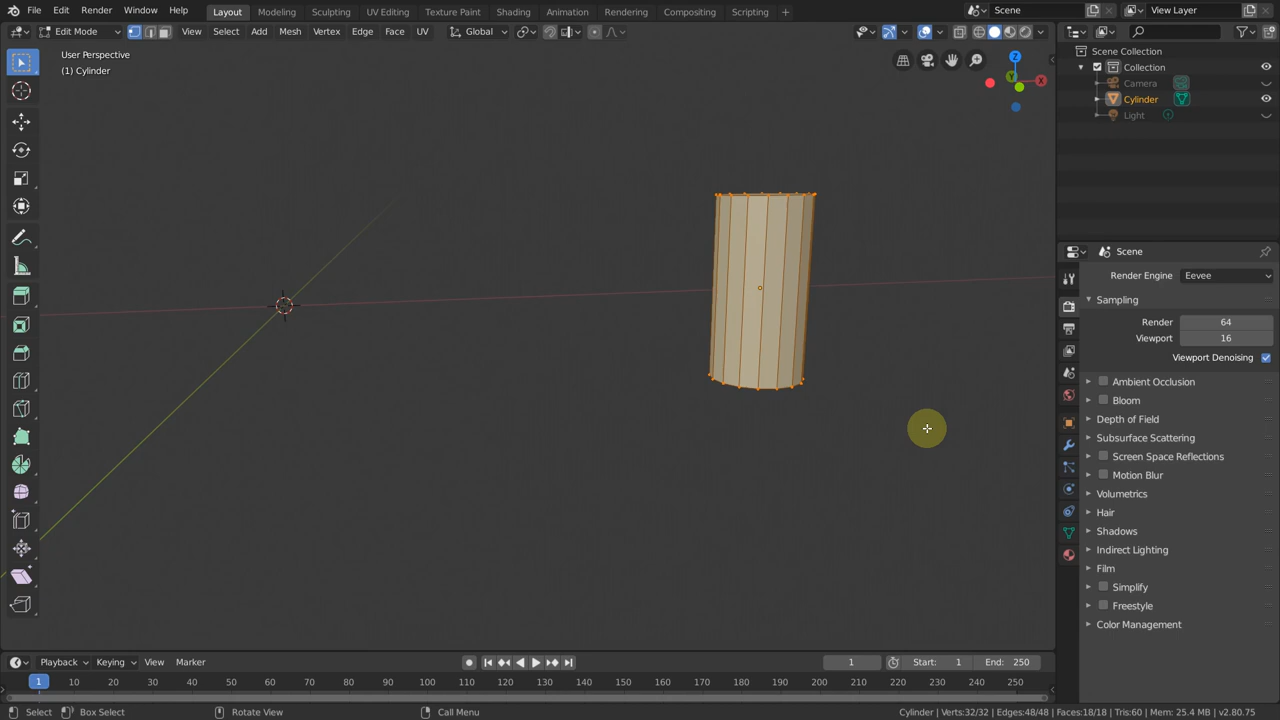 File Edit Render Window Help Layout Modeling Sculpting UV Editing Texture Paint Shading Animation Rendering Compositing Scripting + Scene View Layer
Edit Mode View Select Add Mesh Vertex Edge Face UV Global
User Perspective
(1) Cylinder
Z
Y
X
Scene Collection
Collection
Camera
Cylinder
Light
Scene
Render Engine Eevee
Sampling
Render 64
Viewport 16
Viewport Denoising
Ambient Occlusion
Bloom
Depth of Field
Subsurface Scattering
Screen Space Reflections
Motion Blur
Volumetrics
Hair
Shadows
Indirect Lighting
Film
Simplify
Freestyle
Color Management
Playback Keying View Marker 1 Start: 1 End: 250
1 10 20 30 40 50 60 70 80 90 100 110 120 130 140 150 160 170 180 190 200 210 220 230 240 250
Select Box Select Rotate View Call Menu Cylinder | Verts:32/32 | Edges:48/48 | Faces:18/18 | Tris:60 | Mem: 25.4 MB | v2.80.75